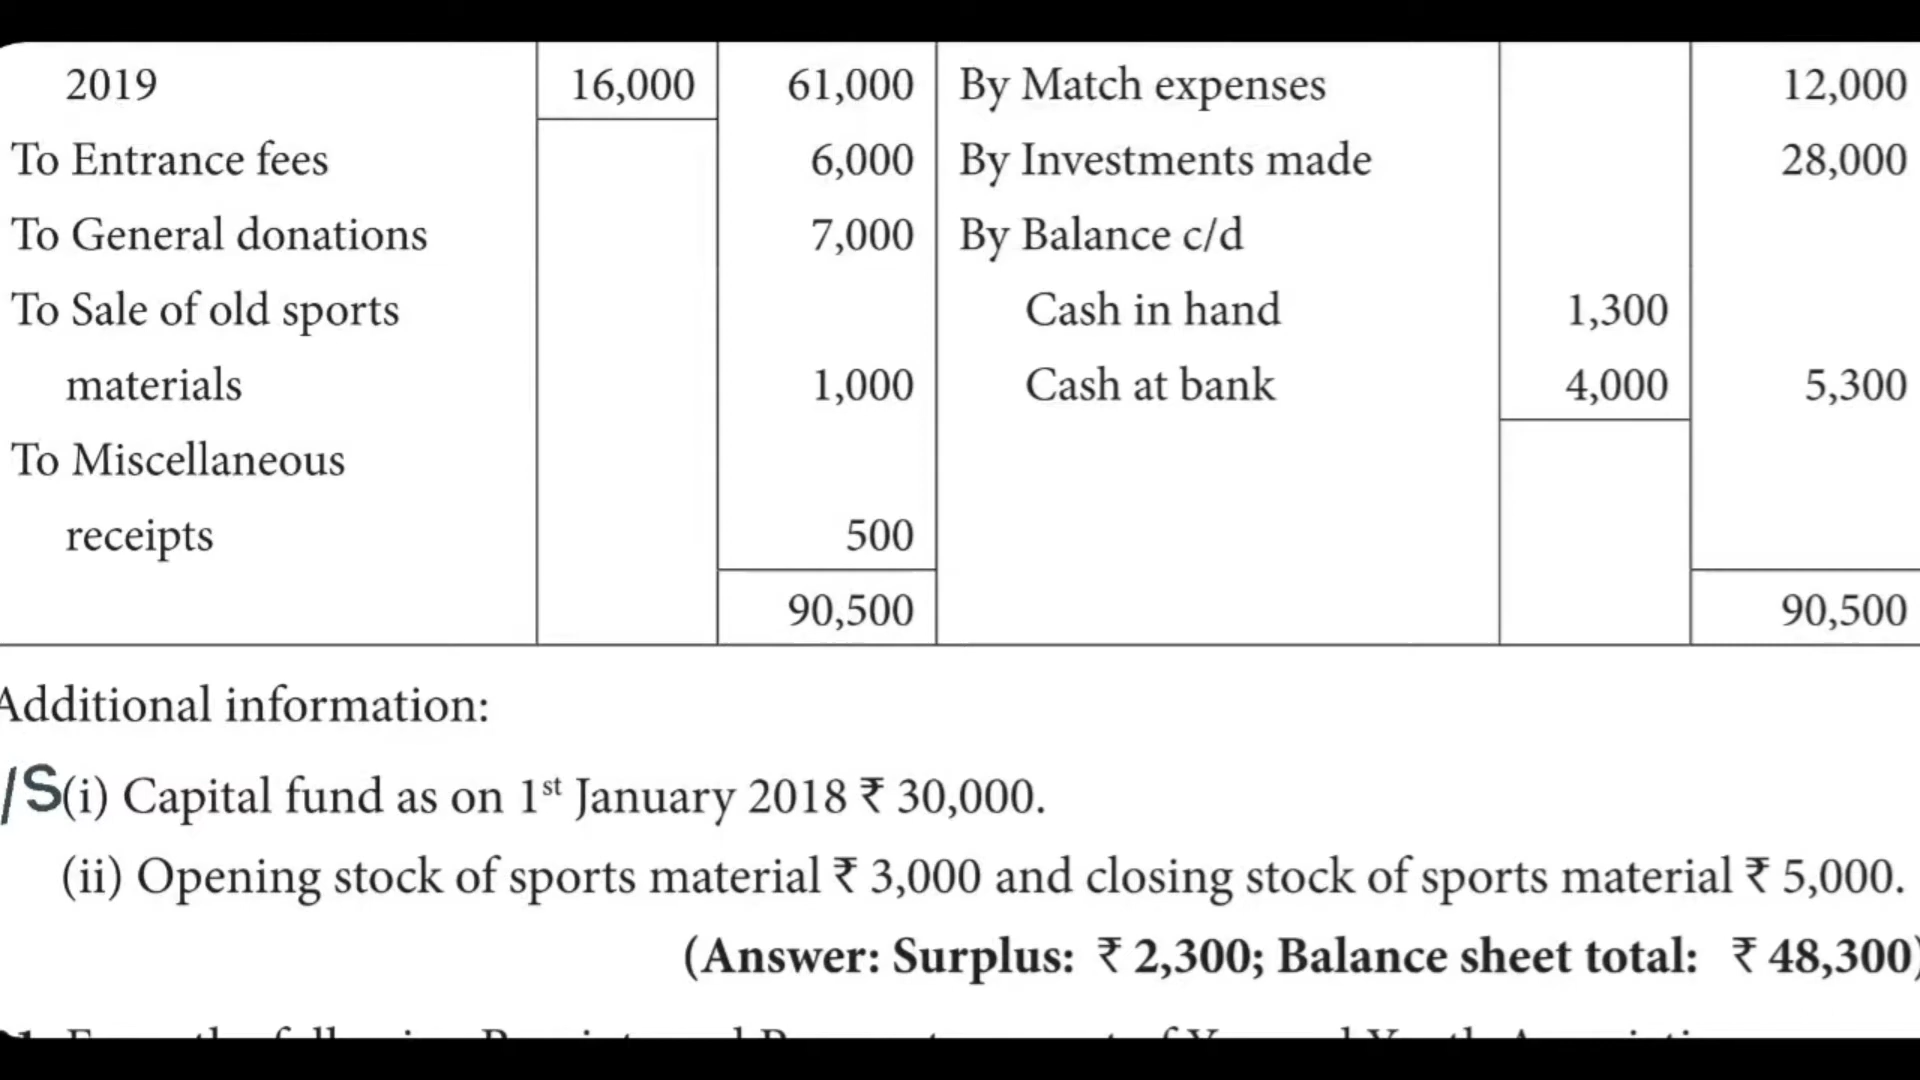 2019 16,000 61,000 By Match expenses 12,000
To Entrance fees 6,000 By Investments made 28,000
To General donations 7,000 By Balance c/d
To Sale of old sports Cash in hand 1,300
materials 1,000 Cash at bank 4,000 5,300
To Miscellaneous
receipts 500
90,500 90,500
Additional information:
/S(i) Capital fund as on 1st January 2018 ₹ 30,000.
(ii) Opening stock of sports material ₹ 3,000 and closing stock of sports material ₹ 5,000.
(Answer: Surplus: ₹ 2,300; Balance sheet total: ₹ 48,300)